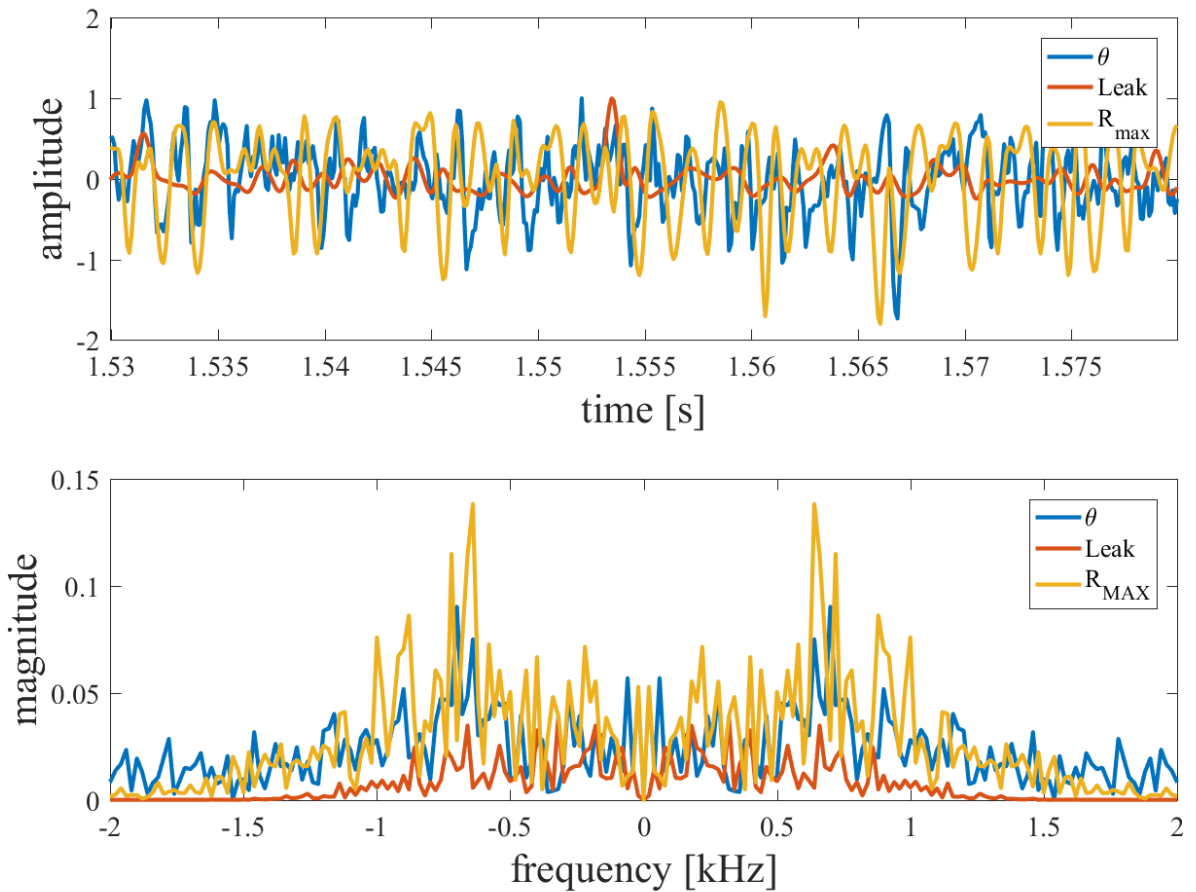 2
1
0
-1
-2
amplitude
θ
Leak
R_max
1.53 1.535 1.54 1.545 1.55 1.555 1.56 1.565 1.57 1.575
time [s]
0.15
0.1
0.05
0
magnitude
θ
Leak
R_MAX
-2 -1.5 -1 -0.5 0 0.5 1 1.5 2
frequency [kHz]